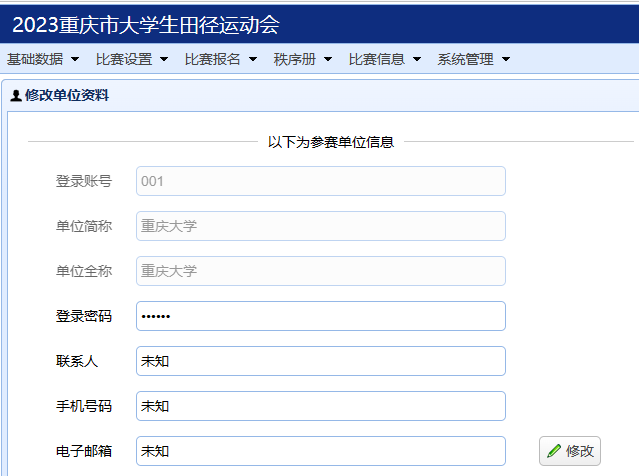 2023重庆市大学生田径运动会
基础数据 比赛设置 比赛报名 秩序册 比赛信息 系统管理
修改单位资料
以下为参赛单位信息
登录账号 001
单位简称 重庆大学
单位全称 重庆大学
登录密码 ••••••
联系人 未知
手机号码 未知
电子邮箱 未知 修改